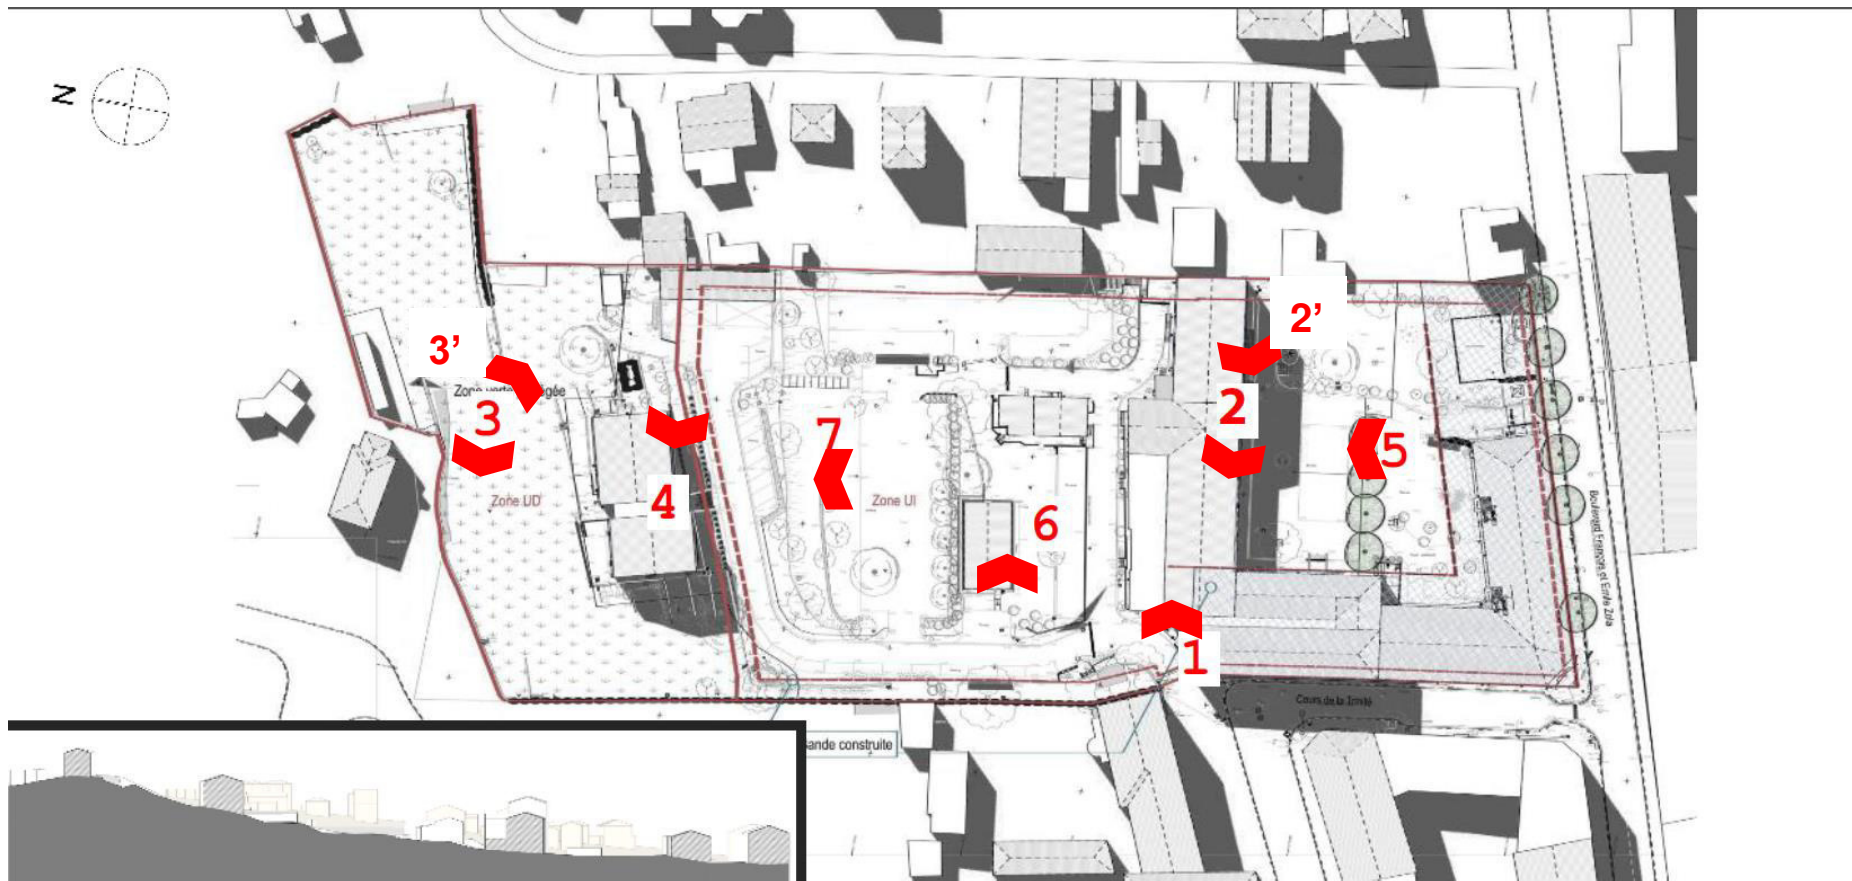 N
2'
3'
Zone
3
2
7
5
4
Zone UD
Zone UI
6
Boulevard François et Emile Zola
1
Cours de la Trinité
ande construite